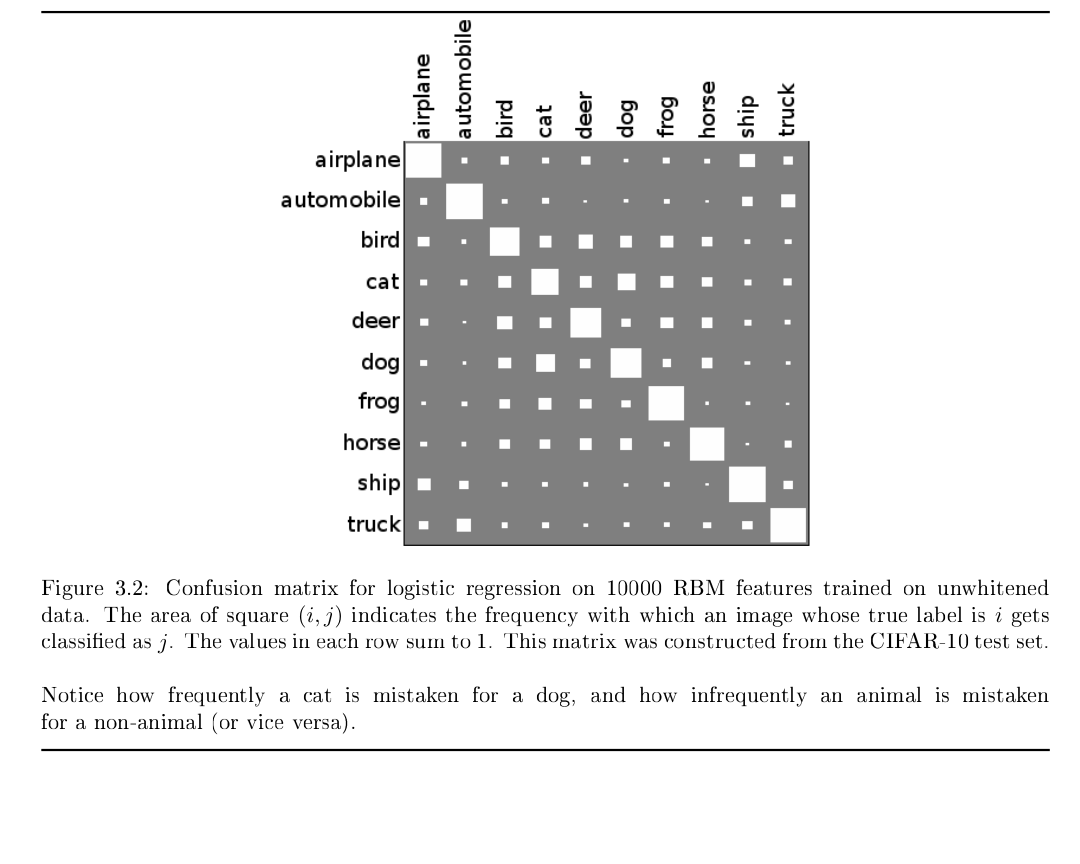 airplane
automobile
bird
cat
deer
dog
frog
horse
ship
truck
airplane
automobile
bird
cat
deer
dog
frog
horse
ship
truck
Figure 3.2: Confusion matrix for logistic regression on 10000 RBM features trained on unwhitened
data. The area of square (i, j) indicates the frequency with which an image whose true label is i gets
classified as j. The values in each row sum to 1. This matrix was constructed from the CIFAR-10 test set.
Notice how frequently a cat is mistaken for a dog, and how infrequently an animal is mistaken
for a non-animal (or vice versa).